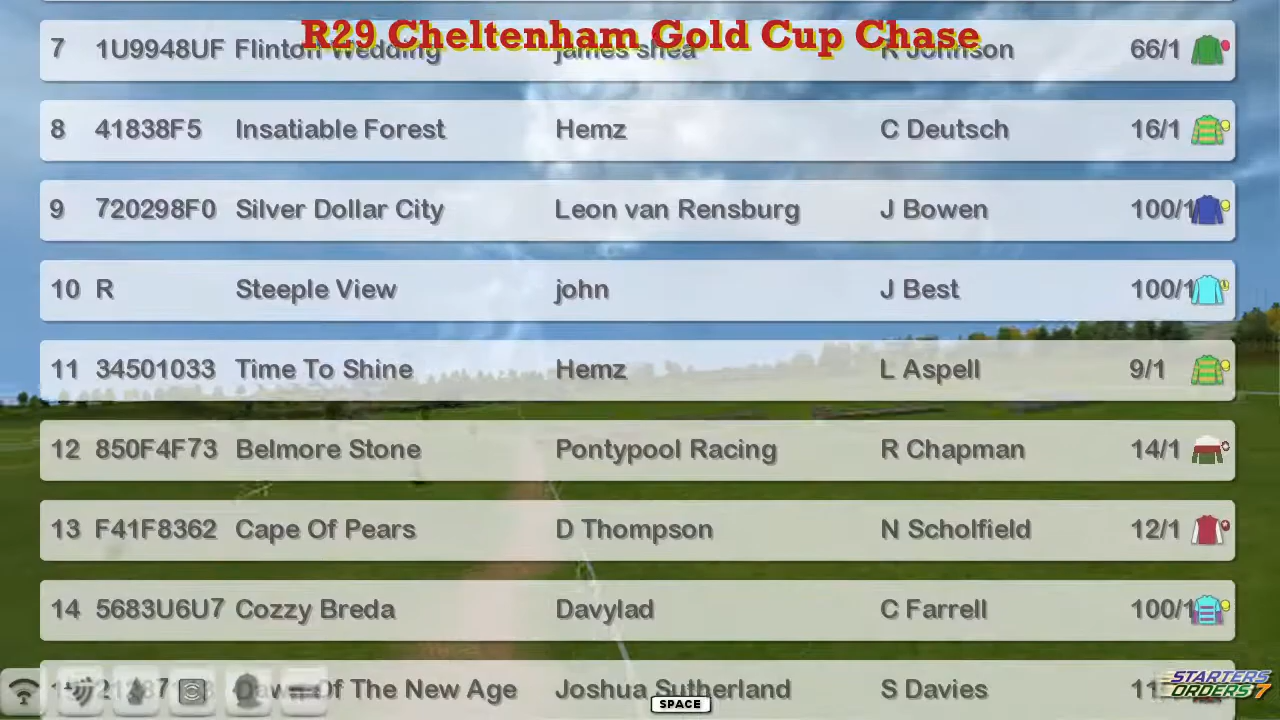 R29 Cheltenham Gold Cup Chase
7 1U9948UF Flinton Wedding james shea R Johnson 66/1
8 41838F5 Insatiable Forest Hemz C Deutsch 16/1
9 720298F0 Silver Dollar City Leon van Rensburg J Bowen 100/1
10 R Steeple View john J Best 100/1
11 34501033 Time To Shine Hemz L Aspell 9/1
12 850F4F73 Belmore Stone Pontypool Racing R Chapman 14/1
13 F41F8362 Cape Of Pears D Thompson N Scholfield 12/1
14 5683U6U7 Cozzy Breda Davylad C Farrell 100/1
Dawn Of The New Age Joshua Sutherland S Davies
SPACE
STARTERS
ORDERS 7